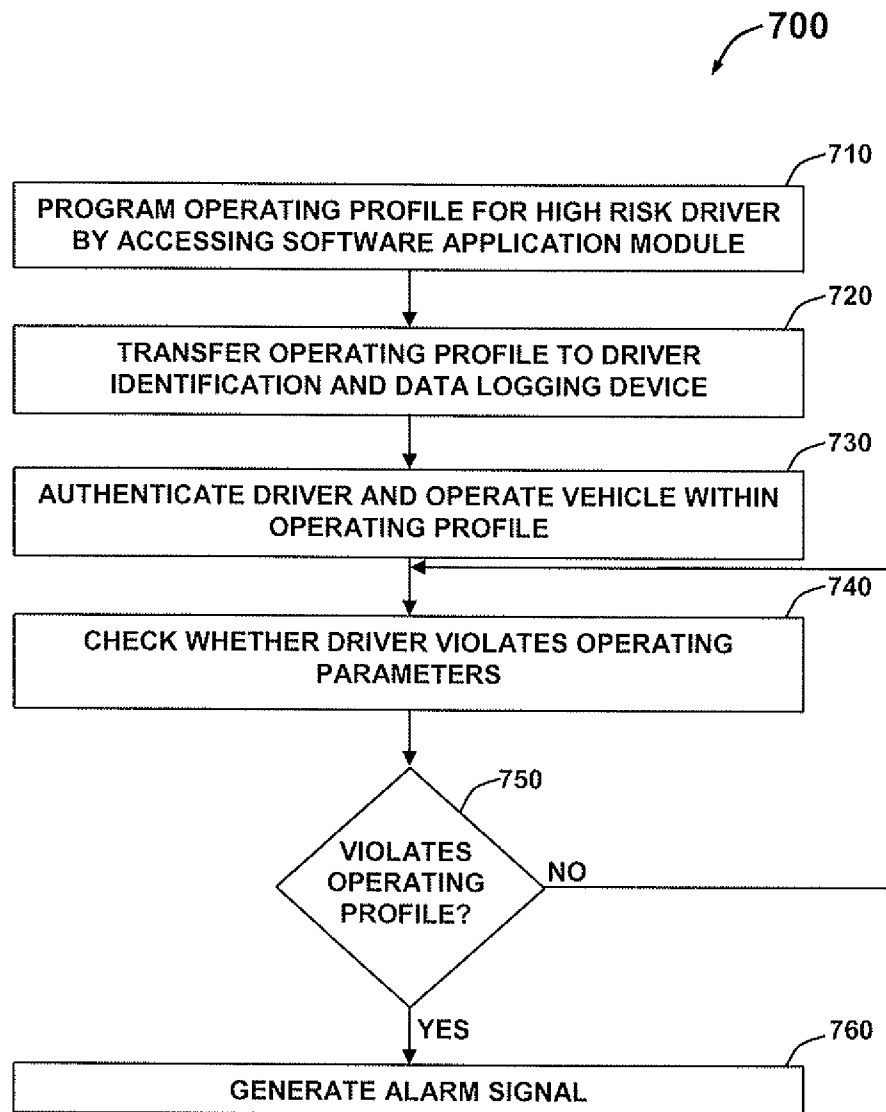 700
710
PROGRAM OPERATING PROFILE FOR HIGH RISK DRIVER
BY ACCESSING SOFTWARE APPLICATION MODULE
720
TRANSFER OPERATING PROFILE TO DRIVER
IDENTIFICATION AND DATA LOGGING DEVICE
730
AUTHENTICATE DRIVER AND OPERATE VEHICLE WITHIN
OPERATING PROFILE
740
CHECK WHETHER DRIVER VIOLATES OPERATING
PARAMETERS
750
VIOLATES
OPERATING
PROFILE?
NO
YES
760
GENERATE ALARM SIGNAL